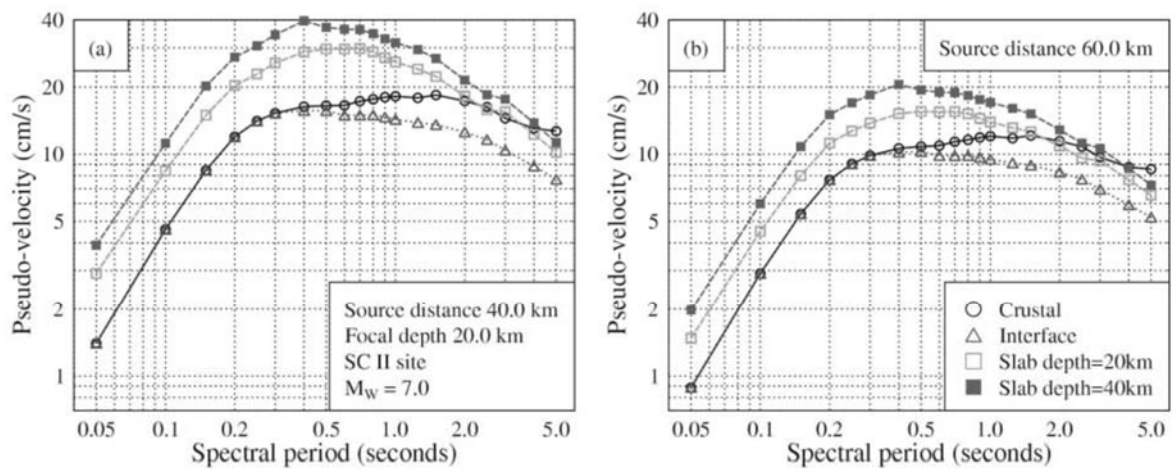 40
20
10
5
2
1
0.05
0.1
0.2
0.5
1.0
2.0
5.0
Pseudo-velocity (cm/s)
Spectral period (seconds)
(a)
Source distance 40.0 km
Focal depth 20.0 km
SC II site
M_W = 7.0
40
20
10
5
2
1
0.05
0.1
0.2
0.5
1.0
2.0
5.0
Pseudo-velocity (cm/s)
Spectral period (seconds)
(b)
Source distance 60.0 km
Crustal
Interface
Slab depth=20km
Slab depth=40km